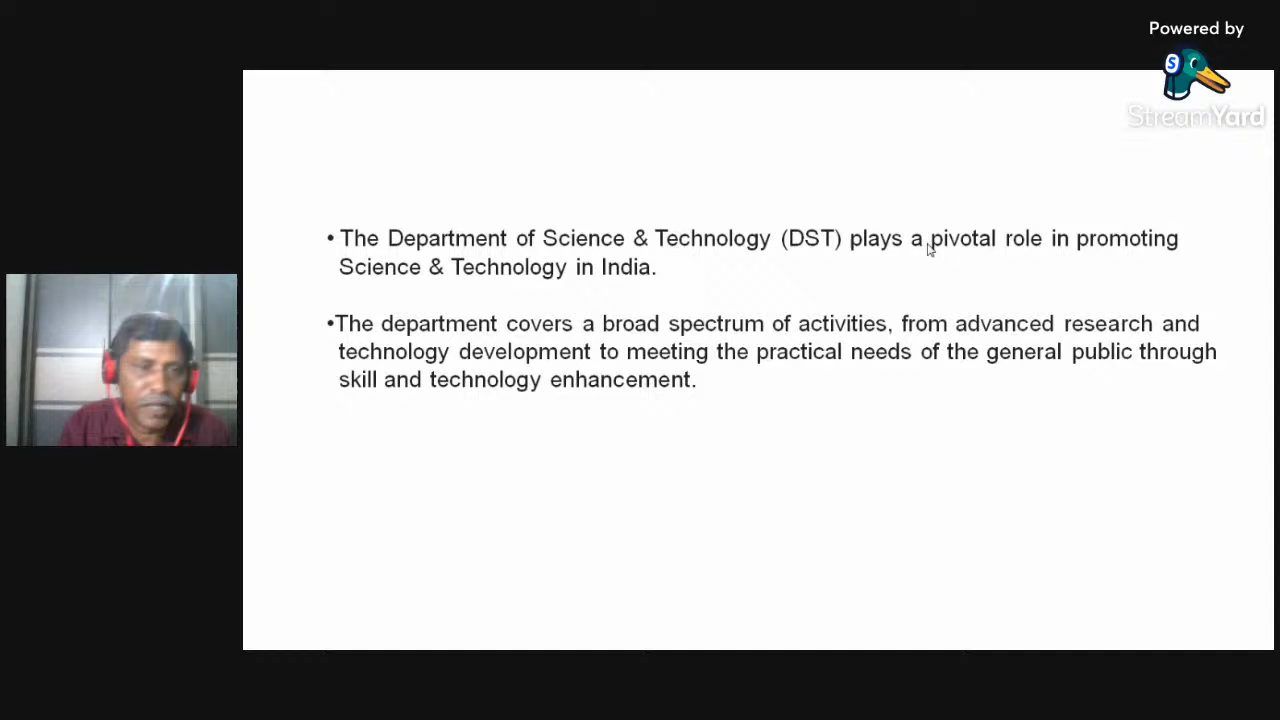 Powered by
StreamYard
• The Department of Science & Technology (DST) plays a pivotal role in promoting
Science & Technology in India.
•The department covers a broad spectrum of activities, from advanced research and
technology development to meeting the practical needs of the general public through
skill and technology enhancement.